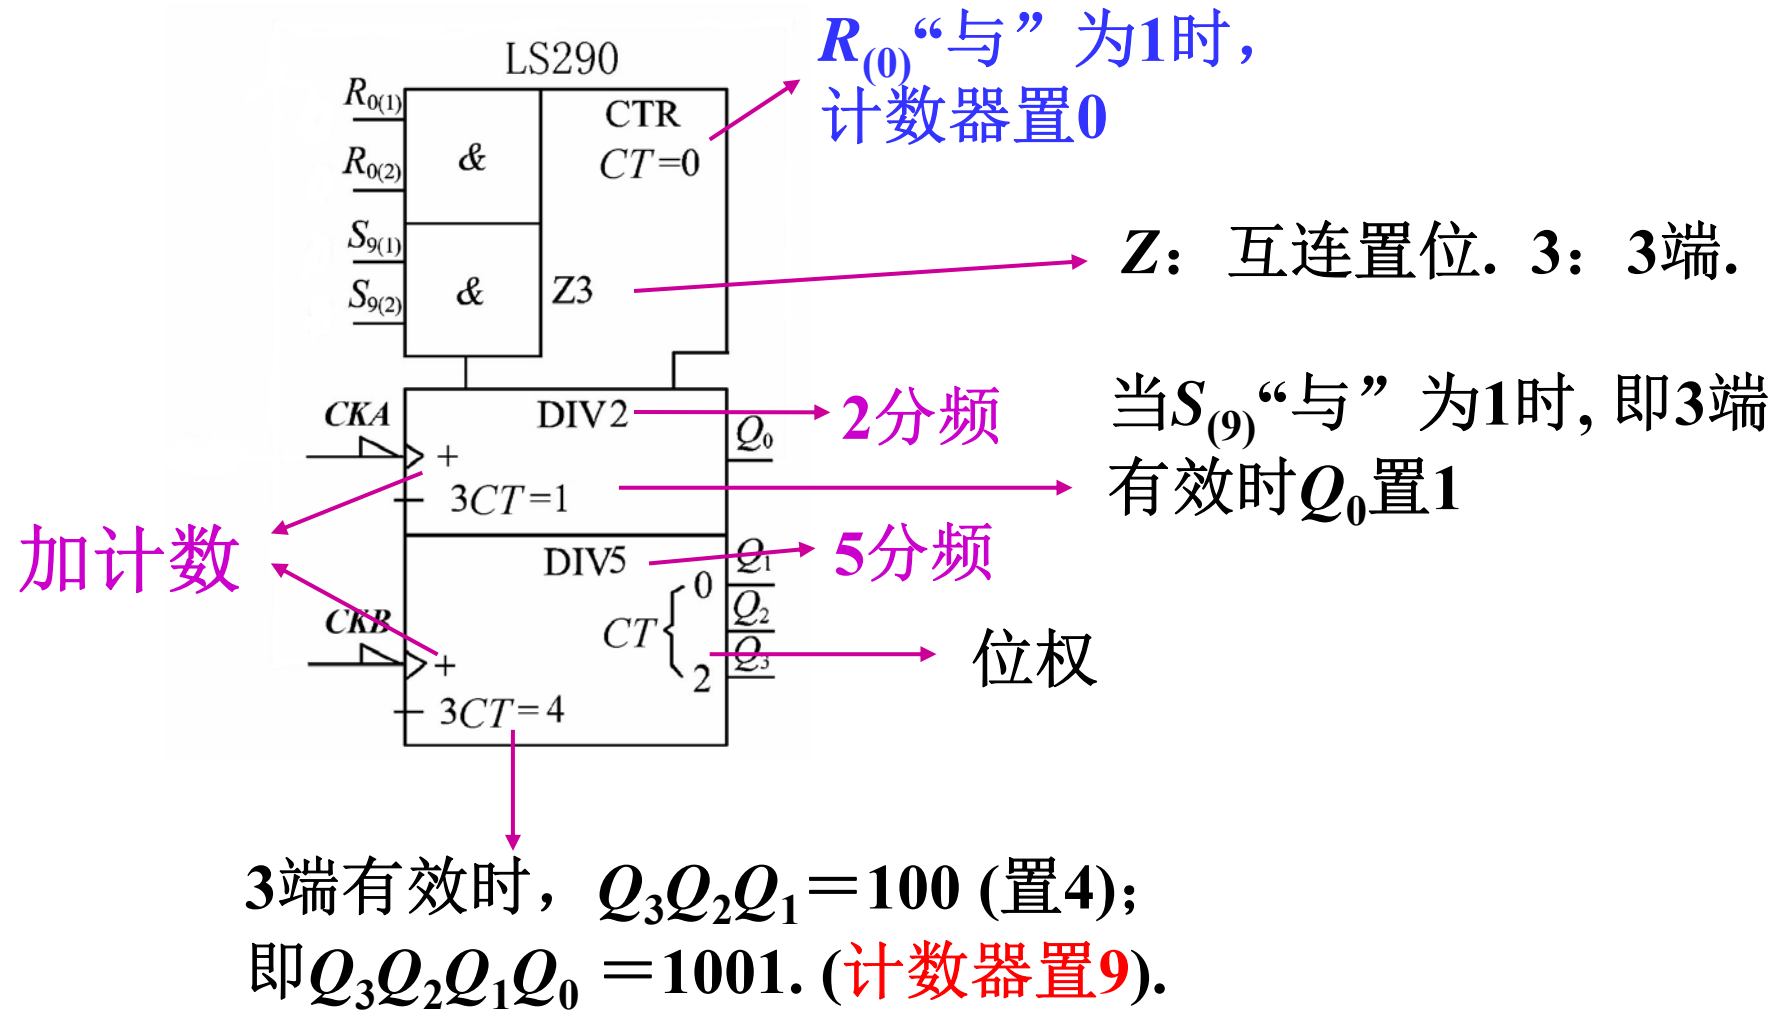 LS290
R0(1)
R0(2)
S9(1)
S9(2)
&
&
CTR
CT=0
Z3
R(0)“与”为1时，
计数器置0
Z：互连置位. 3：3端.
CKA
+
DIV2
3CT=1
Q0
2分频
当S(9)“与”为1时, 即3端
有效时Q0置1
加计数
CKB
+
DIV5
CT{
0
2
3CT=4
Q1
Q2
Q3
5分频
位权
3端有效时，Q3Q2Q1＝100 (置4)；
即Q3Q2Q1Q0＝1001. (计数器置9).